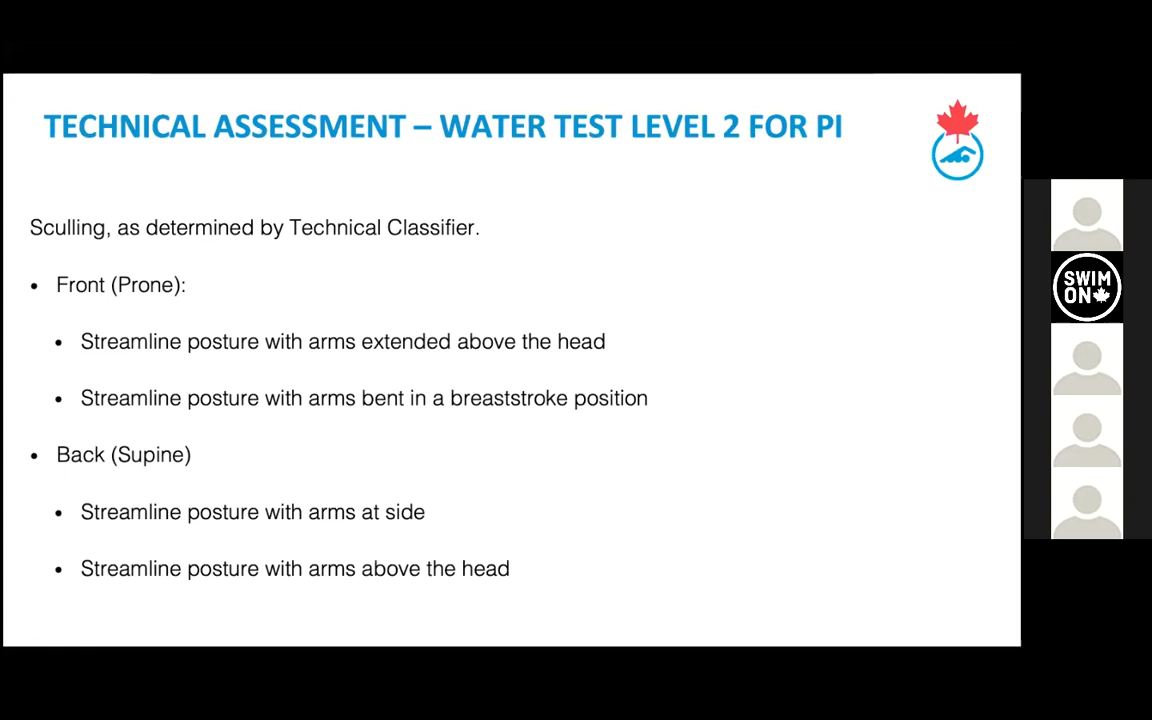 TECHNICAL ASSESSMENT – WATER TEST LEVEL 2 FOR PI
Sculling, as determined by Technical Classifier.
• Front (Prone):
• Streamline posture with arms extended above the head
• Streamline posture with arms bent in a breaststroke position
• Back (Supine)
• Streamline posture with arms at side
• Streamline posture with arms above the head
SWIM
ON